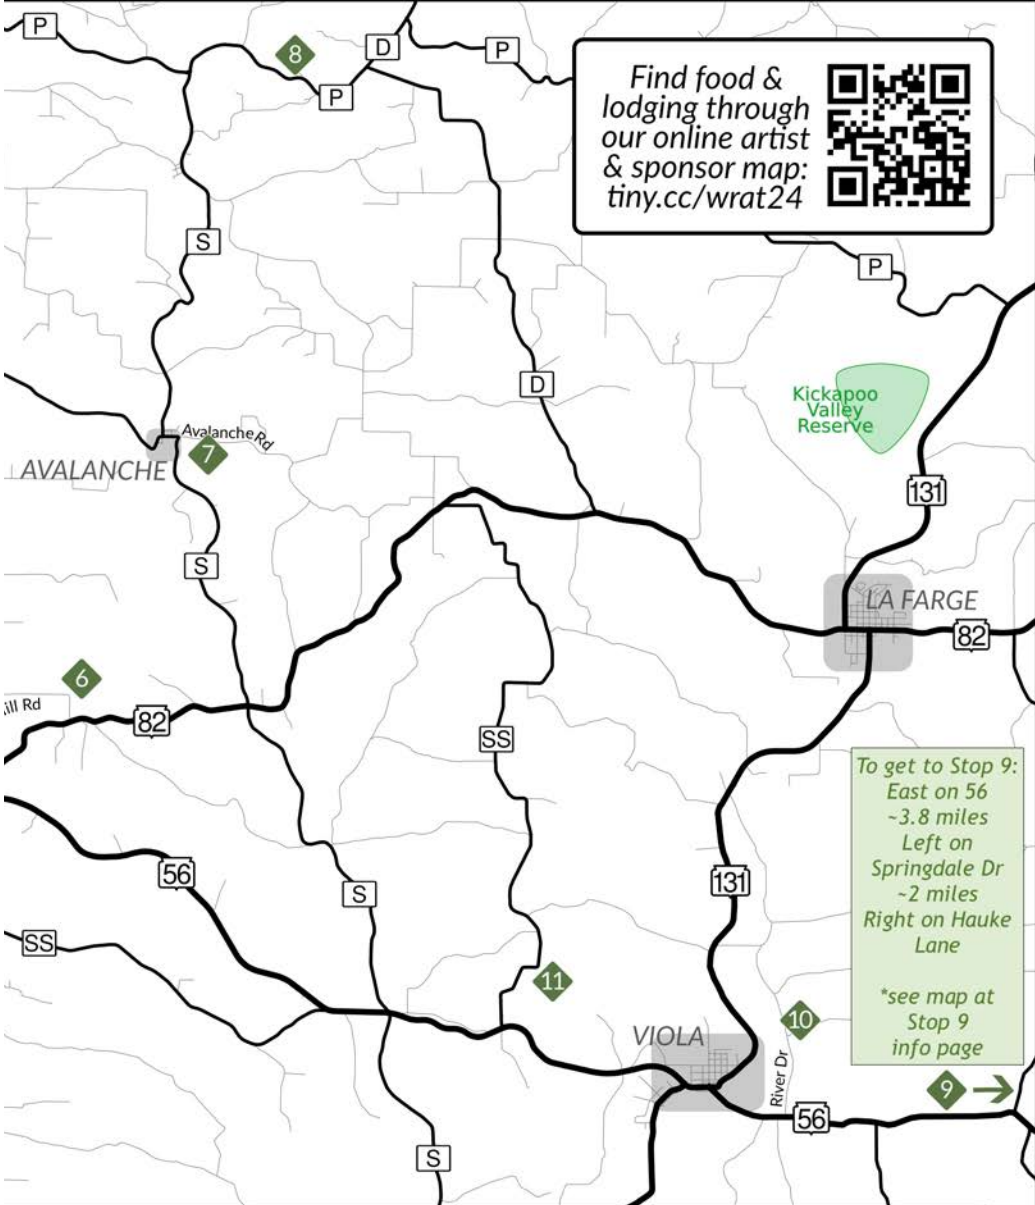 P
8
D
P
P
Find food &
lodging through
our online artist
& sponsor map:
tiny.cc/wrat24
S
P
D
Kickapoo
Valley
Reserve
Avalanche Rd
7
AVALANCHE
131
S
LA FARGE
82
6
ill Rd
82
SS
To get to Stop 9:
East on 56
~3.8 miles
Left on
Springdale Dr
~2 miles
Right on Hauke
Lane
*see map at
Stop 9
info page
56
131
S
SS
11
10
VIOLA
River Dr
9
56
S